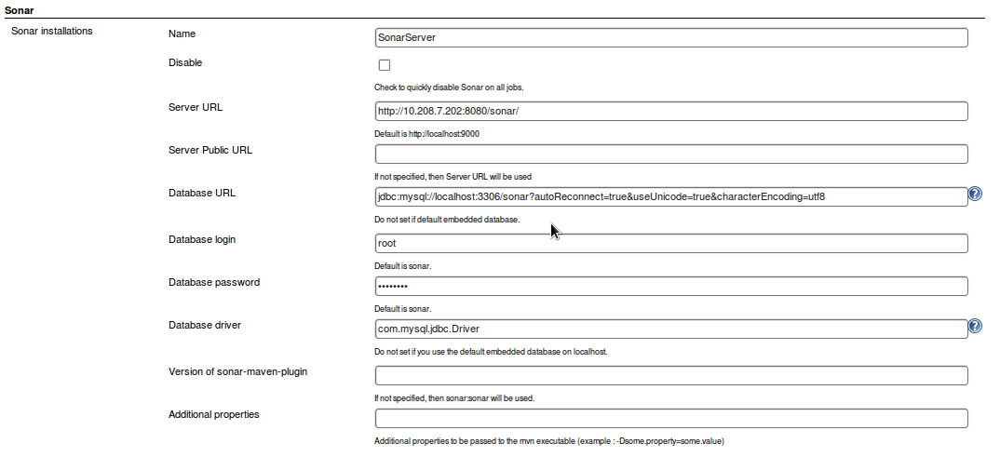 Sonar
Sonar installations
Name
SonarServer
Disable
Check to quickly disable Sonar on all jobs.
Server URL
http://10.208.7.202:8080/sonar/
Default is http://localhost:9000
Server Public URL
If not specified, then Server URL will be used
Database URL
jdbc:mysql://localhost:3306/sonar?autoReconnect=true&useUnicode=true&characterEncoding=utf8
?
Do not set if default embedded database.
Database login
root
Default is sonar.
Database password
••••••••
Default is sonar.
Database driver
com.mysql.jdbc.Driver
?
Do not set if you use the default embedded database on localhost.
Version of sonar-maven-plugin
If not specified, then sonar:sonar will be used.
Additional properties
Additional properties to be passed to the mvn executable (example : -Dsome.property=some.value)